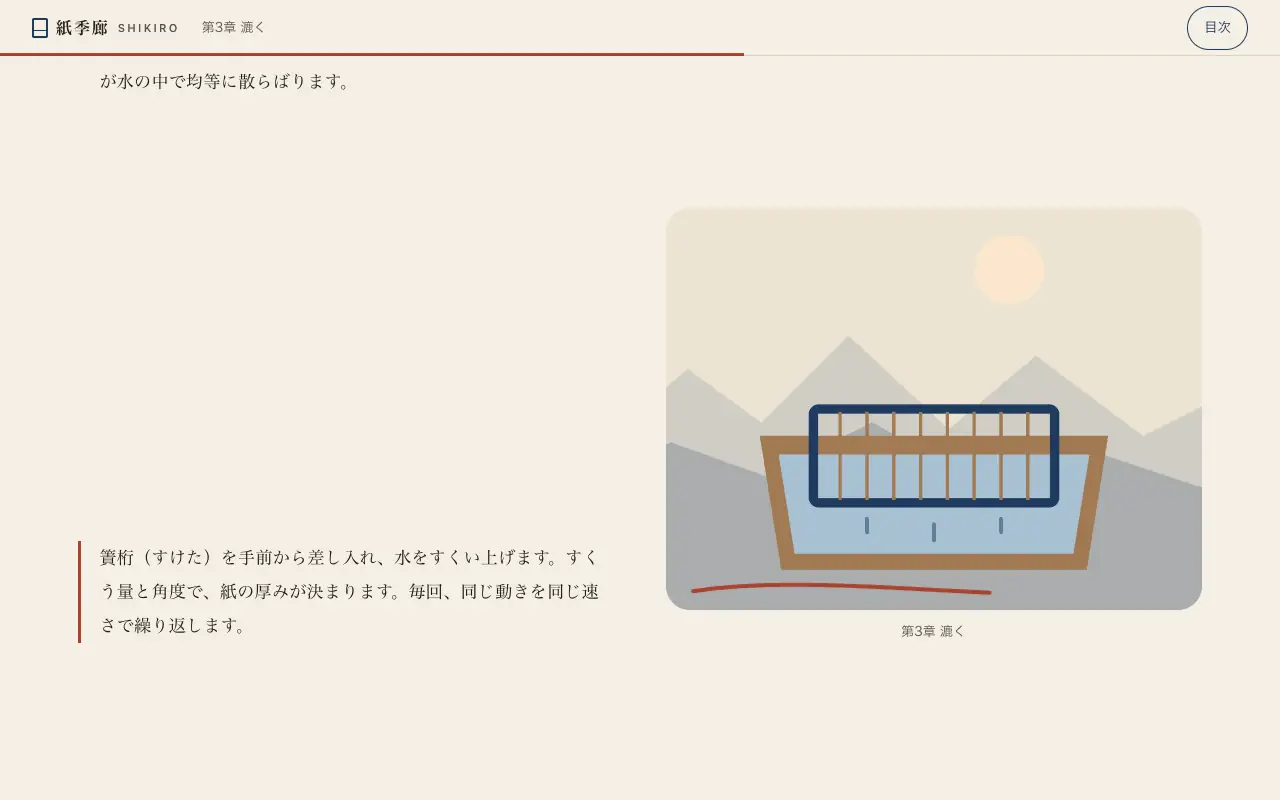 紙季廊 SHIKIRO 第3章 漉く 目次
が水の中で均等に散らばります。
簀桁（すけた）を手前から差し入れ、水をすくい上げます。すく
う量と角度で、紙の厚みが決まります。毎回、同じ動きを同じ速
さで繰り返します。
第3章 漉く